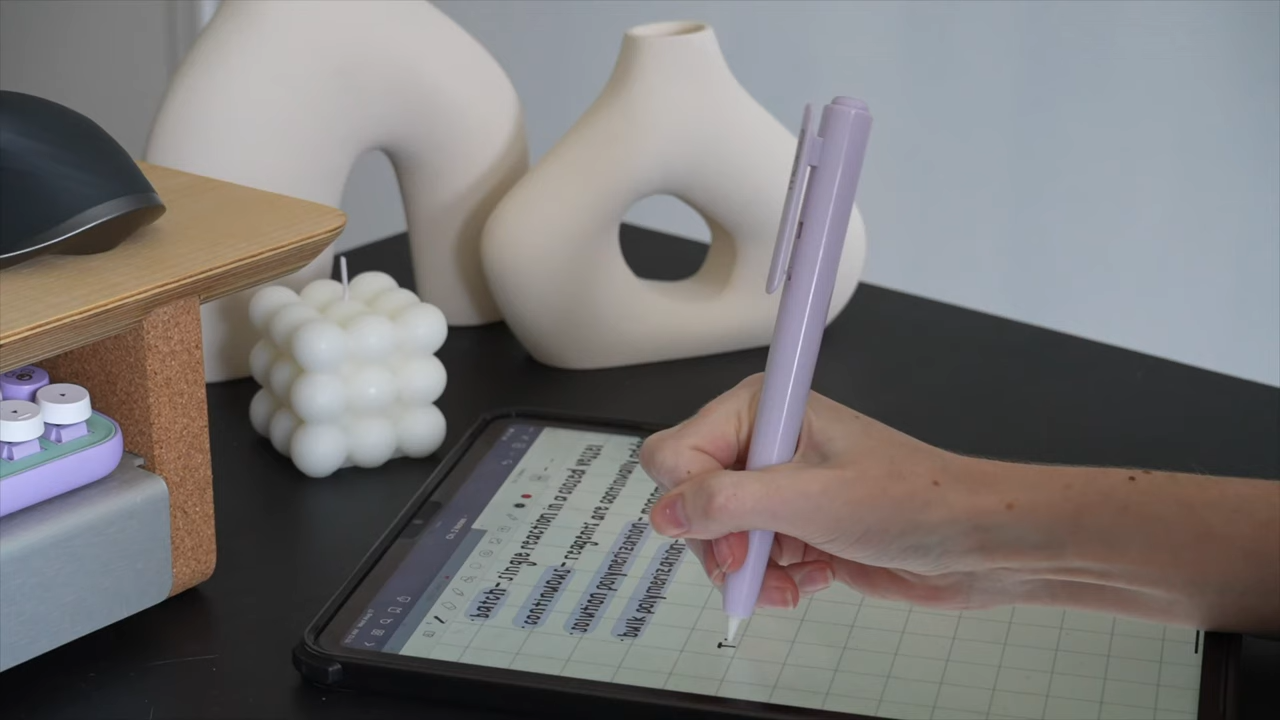 · batch - single reaction in a closed vessel
· continuous - reagents are continually
· solution polymerization -
· bulk polymerization -